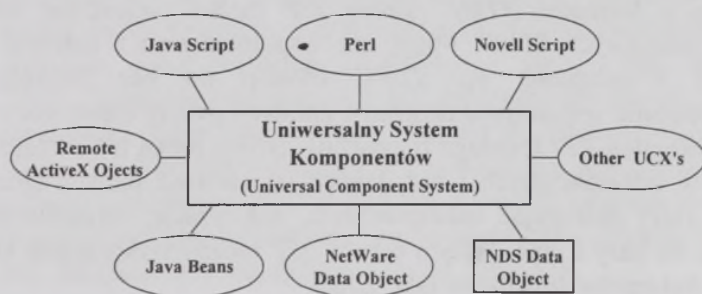 Java Script
Perl
Novell Script
Uniwersalny System
Komponentów
(Universal Component System)
Remote
ActiveX Ojects
Other UCX's
Java Beans
NetWare
Data Object
NDS Data
Object